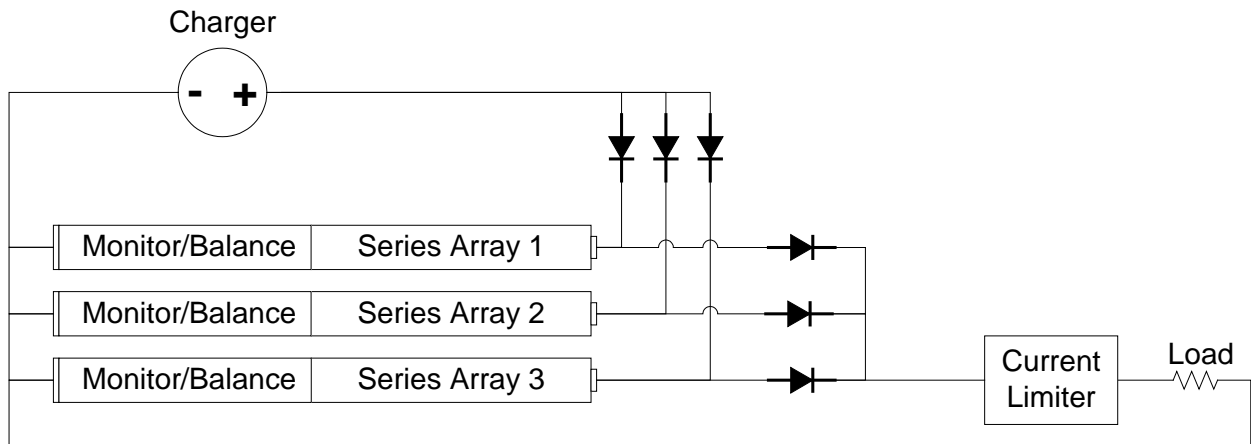 Charger
- +
Monitor/Balance Series Array 1
Monitor/Balance Series Array 2
Monitor/Balance Series Array 3
Current
Limiter
Load